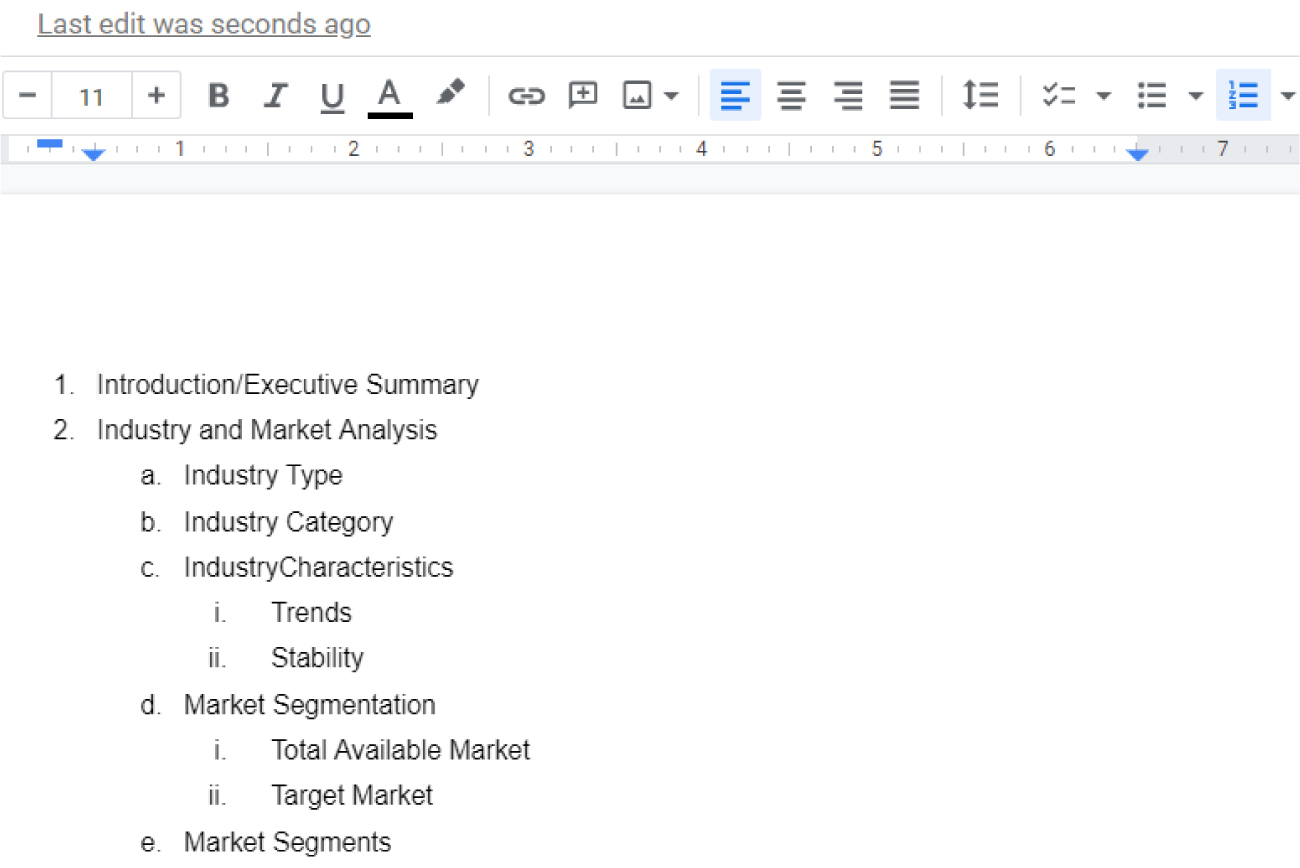 Last edit was seconds ago
− 11 + B I U A
1 2 3 4 5 6 7
1. Introduction/Executive Summary
2. Industry and Market Analysis
a. Industry Type
b. Industry Category
c. IndustryCharacteristics
i. Trends
ii. Stability
d. Market Segmentation
i. Total Available Market
ii. Target Market
e. Market Segments